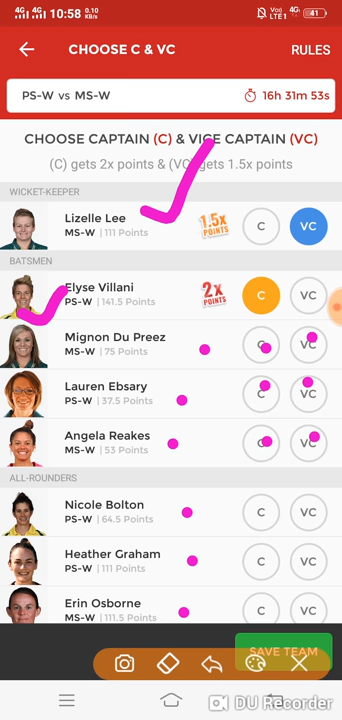 4G 4G 10:58 0.10 KB/s Vo) LTE1 4G 41
CHOOSE C & VC RULES
PS-W vs MS-W 16h 31m 53s
CHOOSE CAPTAIN (C) & VICE CAPTAIN (VC)
(C) gets 2x points & (VC) gets 1.5x points
WICKET-KEEPER
Lizelle Lee
MS-W | 111 Points 1.5x POINTS C VC
BATSMEN
Elyse Villani
PS-W | 141.5 Points 2x POINTS C VC
Mignon Du Preez
MS-W | 75 Points C VC
Lauren Ebsary
PS-W | 37.5 Points C VC
Angela Reakes
MS-W | 53 Points C VC
ALL-ROUNDERS
Nicole Bolton
PS-W | 64.5 Points C VC
Heather Graham
PS-W | 111 Points C VC
Erin Osborne
MS-W | 111.5 Points C VC
SAVE TEAM
DU Recorder